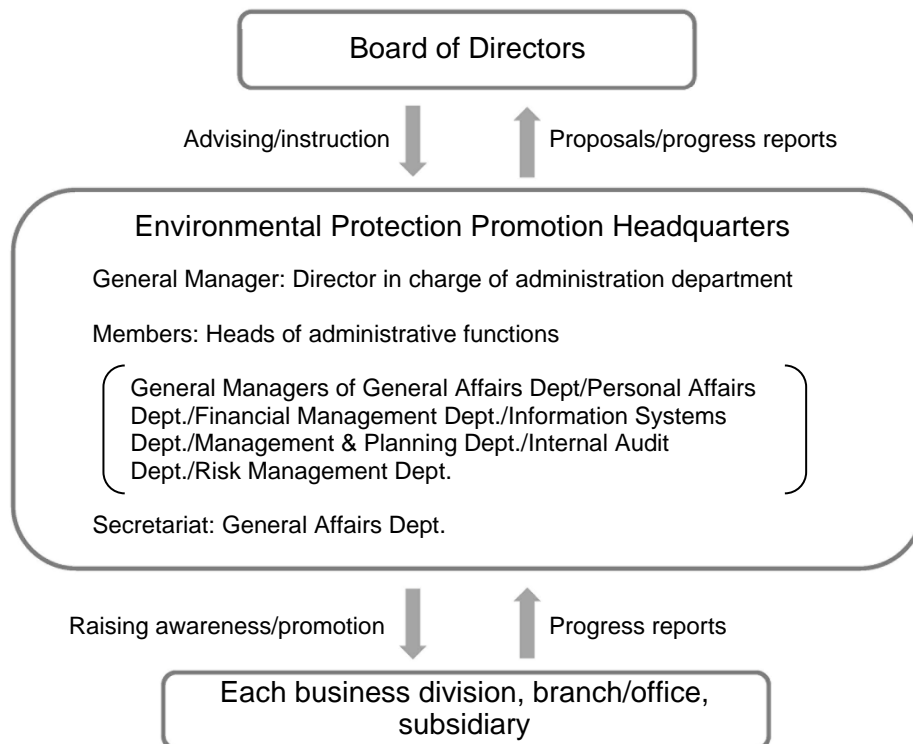 Board of Directors
Advising/instruction
Proposals/progress reports
Environmental Protection Promotion Headquarters
General Manager: Director in charge of administration department
Members: Heads of administrative functions
General Managers of General Affairs Dept/Personal Affairs
Dept./Financial Management Dept./Information Systems
Dept./Management & Planning Dept./Internal Audit
Dept./Risk Management Dept.
Secretariat: General Affairs Dept.
Raising awareness/promotion
Progress reports
Each business division, branch/office,
subsidiary